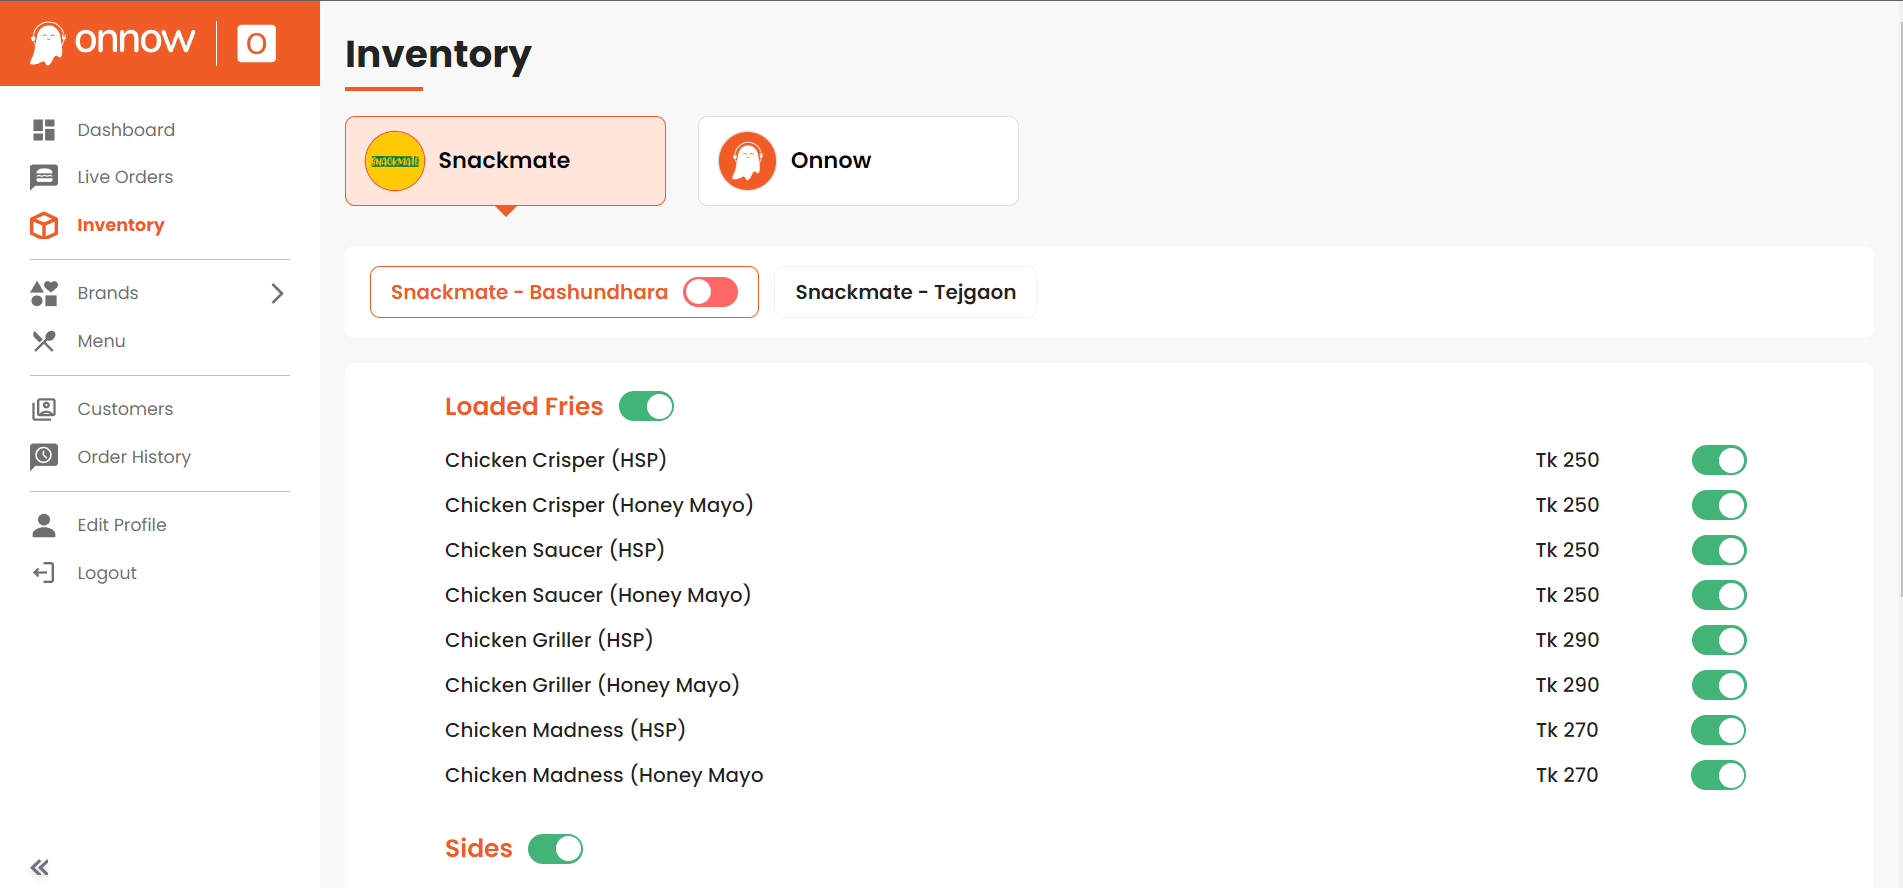 onnow O
Dashboard
Live Orders
Inventory
Brands
Menu
Customers
Order History
Edit Profile
Logout
Inventory
SNACKMATE Snackmate
Onnow
Snackmate - Bashundhara
Snackmate - Tejgaon
Loaded Fries
Chicken Crisper (HSP) Tk 250
Chicken Crisper (Honey Mayo) Tk 250
Chicken Saucer (HSP) Tk 250
Chicken Saucer (Honey Mayo) Tk 250
Chicken Griller (HSP) Tk 290
Chicken Griller (Honey Mayo) Tk 290
Chicken Madness (HSP) Tk 270
Chicken Madness (Honey Mayo Tk 270
Sides